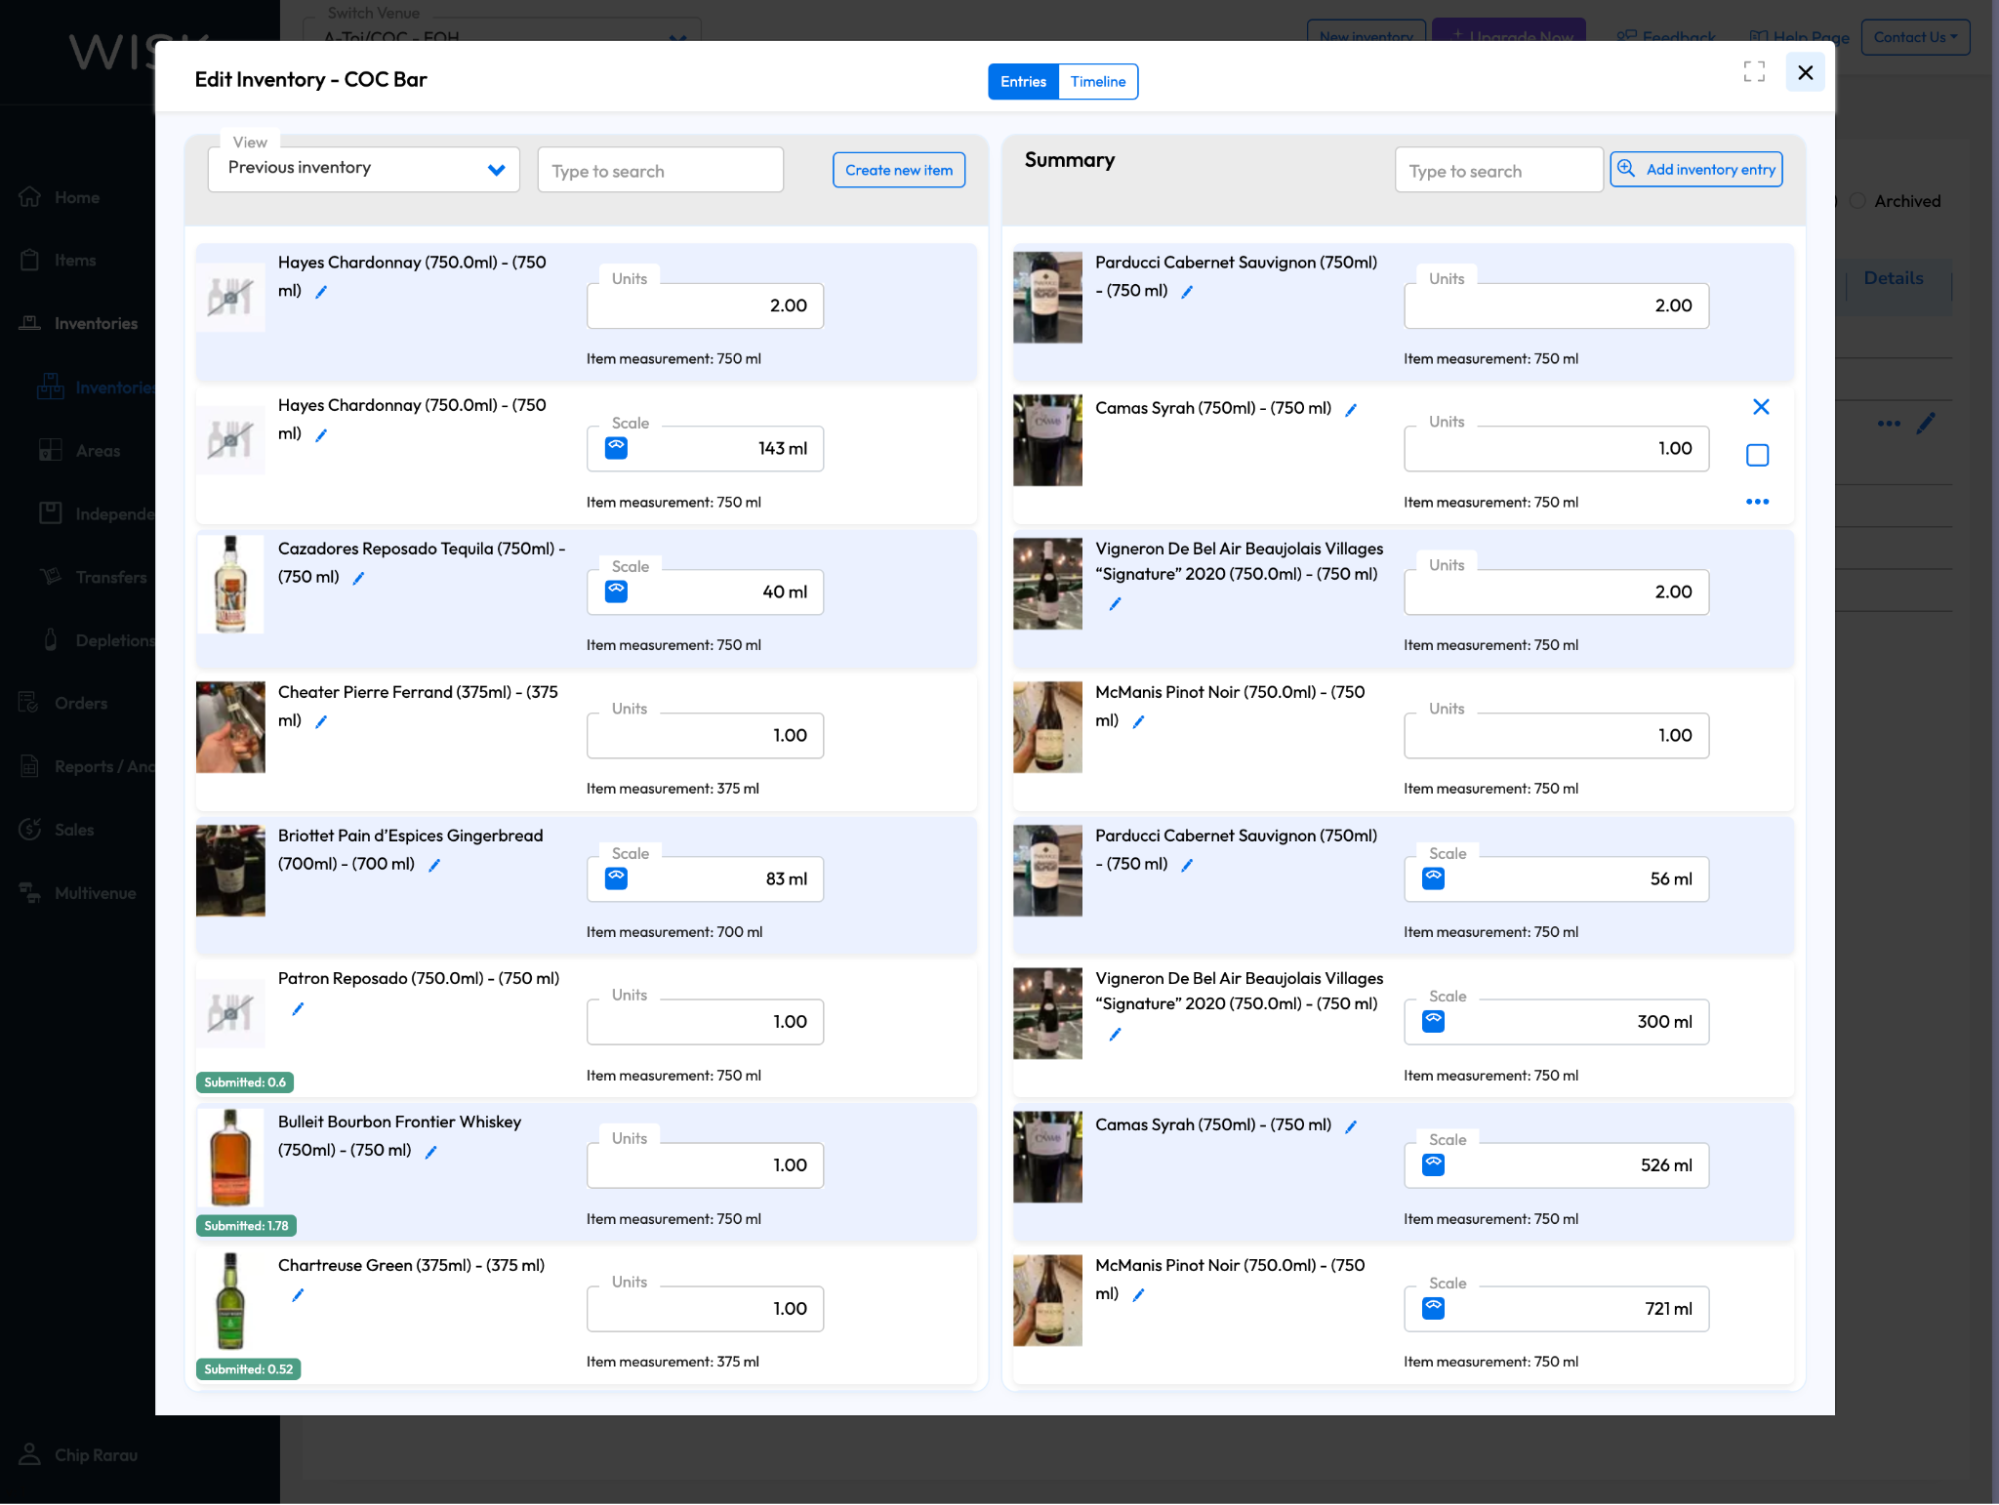 WISK
Switch Venue
A-Toi/COC - FOH
New inventory
+ Upgrade Now
Feedback
Help Page
Contact Us
Edit Inventory - COC Bar
Entries
Timeline
Home
Items
Inventories
Inventories
Areas
Transfers
Depletions
Orders
Sales
Multivenue
Chip Rarau
View
Previous inventory
Type to search
Create new item
Hayes Chardonnay (750.0ml) - (750
ml)
Units
2.00
Item measurement: 750 ml
Hayes Chardonnay (750.0ml) - (750
ml)
Scale
143 ml
Item measurement: 750 ml
Cazadores Reposado Tequila (750ml) -
(750 ml)
Scale
40 ml
Item measurement: 750 ml
Cheater Pierre Ferrand (375ml) - (375
ml)
Units
1.00
Item measurement: 375 ml
Briottet Pain d’Espices Gingerbread
(700ml) - (700 ml)
Scale
83 ml
Item measurement: 700 ml
Patron Reposado (750.0ml) - (750 ml)
Units
1.00
Item measurement: 750 ml
Submitted: 0.6
Bulleit Bourbon Frontier Whiskey
(750ml) - (750 ml)
Units
1.00
Item measurement: 750 ml
Submitted: 1.78
Chartreuse Green (375ml) - (375 ml)
Units
1.00
Item measurement: 375 ml
Submitted: 0.52
Summary
Type to search
Add inventory entry
Parducci Cabernet Sauvignon (750ml)
- (750 ml)
Units
2.00
Item measurement: 750 ml
Camas Syrah (750ml) - (750 ml)
Units
1.00
Item measurement: 750 ml
Vigneron De Bel Air Beaujolais Villages
“Signature” 2020 (750.0ml) - (750 ml)
Units
2.00
Item measurement: 750 ml
McManis Pinot Noir (750.0ml) - (750
ml)
Units
1.00
Item measurement: 750 ml
Parducci Cabernet Sauvignon (750ml)
- (750 ml)
Scale
56 ml
Item measurement: 750 ml
Vigneron De Bel Air Beaujolais Villages
“Signature” 2020 (750.0ml) - (750 ml)
Scale
300 ml
Item measurement: 750 ml
Camas Syrah (750ml) - (750 ml)
Scale
526 ml
Item measurement: 750 ml
McManis Pinot Noir (750.0ml) - (750
ml)
Scale
721 ml
Item measurement: 750 ml
Archived
Details